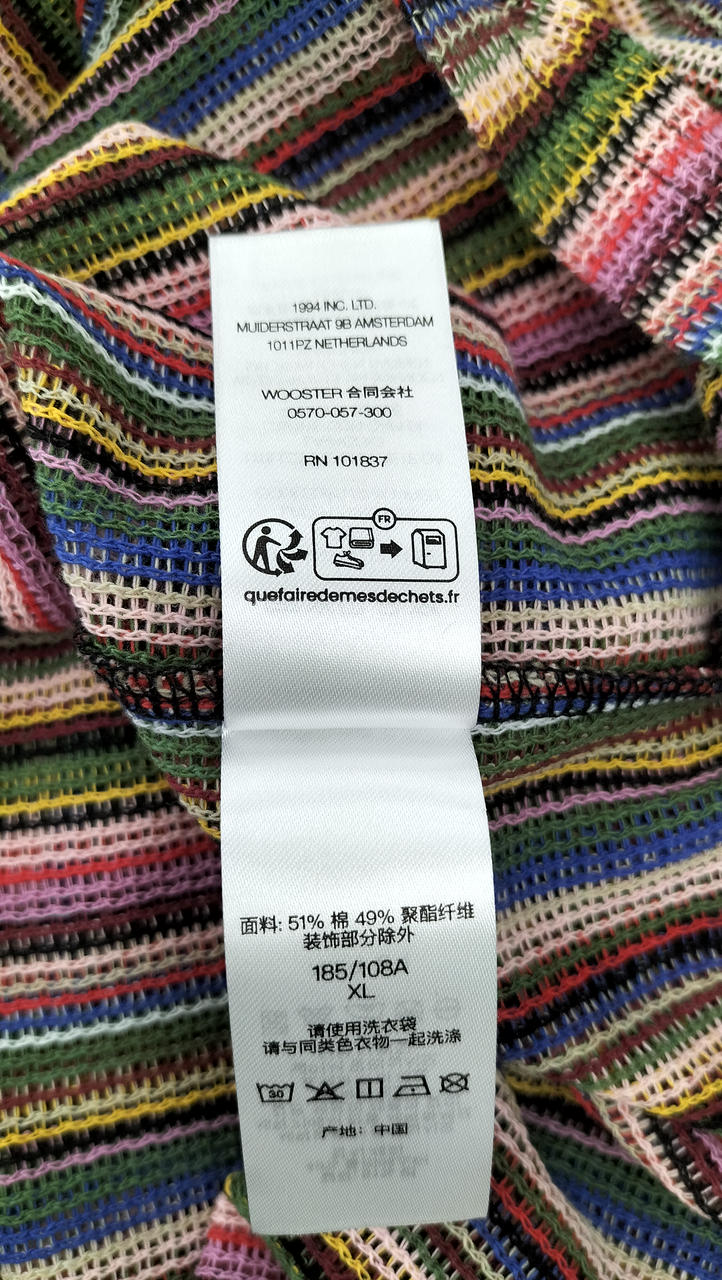 1994 INC. LTD.
MUIDERSTRAAT 9B AMSTERDAM
1011PZ NETHERLANDS
WOOSTER 合同会社
0570-057-300
RN 101837
FR
quefairedemesdechets.fr
面料: 51% 棉 49% 聚酯纤维
装饰部分除外
185/108A
XL
请使用洗衣袋
请与同类色衣物一起洗涤
30
产地: 中国